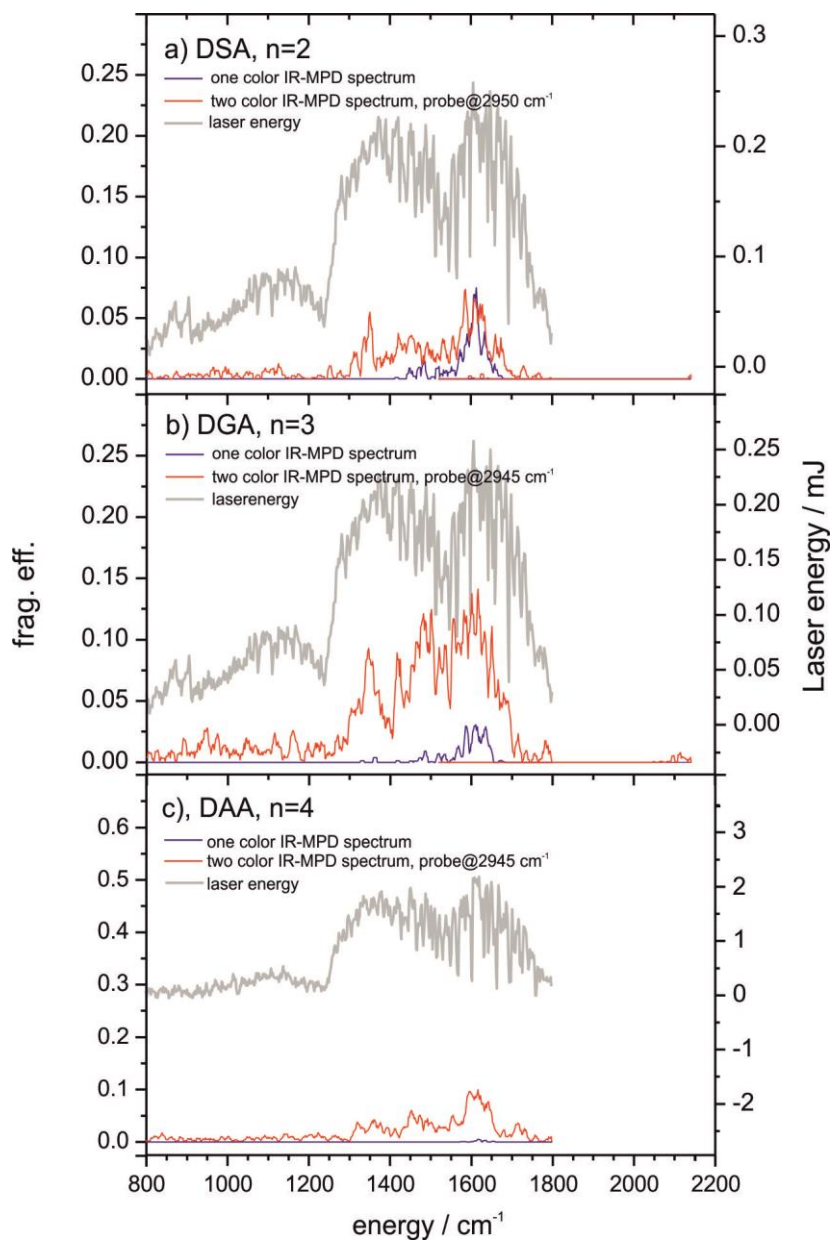 a) DSA, n=2
one color IR-MPD spectrum
two color IR-MPD spectrum, probe@2950 cm⁻¹
laser energy
0.25
0.20
0.15
0.10
0.05
0.00
0.3
0.2
0.1
0.0
b) DGA, n=3
one color IR-MPD spectrum
two color IR-MPD spectrum, probe@2945 cm⁻¹
laserenergy
0.25
0.20
0.15
0.10
0.05
0.00
0.25
0.20
0.15
0.10
0.05
0.00
frag. eff.
Laser energy / mJ
c), DAA, n=4
one color IR-MPD spectrum
two color IR-MPD spectrum, probe@2945 cm⁻¹
laser energy
0.6
0.5
0.4
0.3
0.2
0.1
0.0
3
2
1
0
-1
-2
800 1000 1200 1400 1600 1800 2000 2200
energy / cm⁻¹